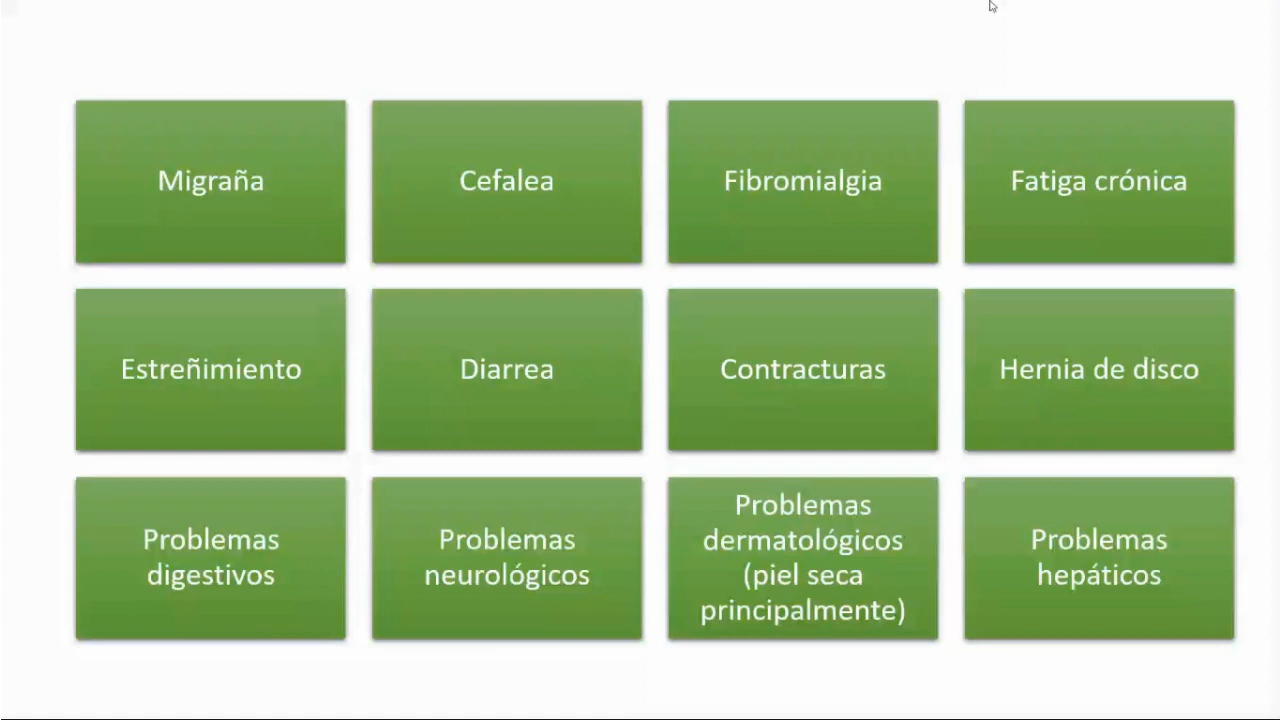 Migraña
Cefalea
Fibromialgia
Fatiga crónica
Estreñimiento
Diarrea
Contracturas
Hernia de disco
Problemas
digestivos
Problemas
neurológicos
Problemas
dermatológicos
(piel seca
principalmente)
Problemas
hepáticos